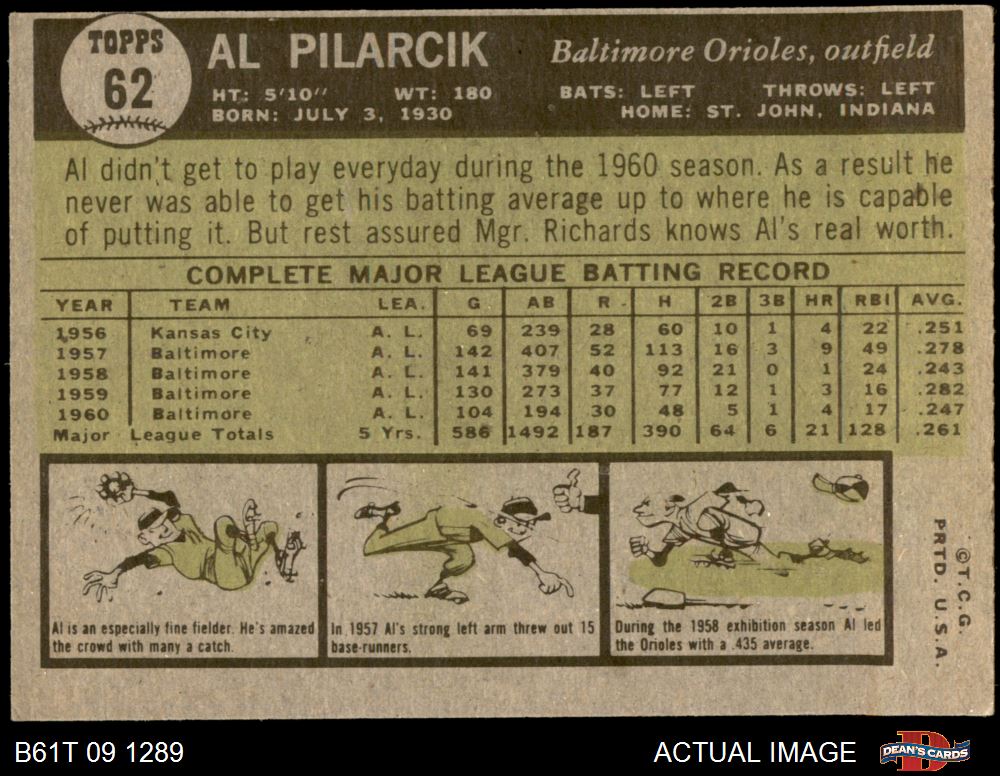 TOPPS
62
AL PILARCIK
Baltimore Orioles, outfield
HT: 5'10" WT: 180 BATS: LEFT THROWS: LEFT
BORN: JULY 3, 1930 HOME: ST. JOHN, INDIANA
Al didn't get to play everyday during the 1960 season. As a result he
never was able to get his batting average up to where he is capable
of putting it. But rest assured Mgr. Richards knows Al's real worth.
COMPLETE MAJOR LEAGUE BATTING RECORD
YEAR TEAM LEA. G AB R H 2B 3B HR RBI AVG.
1956 Kansas City A. L. 69 239 28 60 10 1 4 22 .251
1957 Baltimore A. L. 142 407 52 113 16 3 9 49 .278
1958 Baltimore A. L. 141 379 40 92 21 0 1 24 .243
1959 Baltimore A. L. 130 273 37 77 12 1 3 16 .282
1960 Baltimore A. L. 104 194 30 48 5 1 4 17 .247
Major League Totals 5 Yrs. 586 1492 187 390 64 6 21 128 .261
Al is an especially fine fielder. He's amazed
the crowd with many a catch.
In 1957 Al's strong left arm threw out 15
base-runners.
During the 1958 exhibition season Al led
the Orioles with a .435 average.
©T.C.G.
PRTD. U.S.A.
B61T 09 1289
ACTUAL IMAGE
DEAN'S CARDS